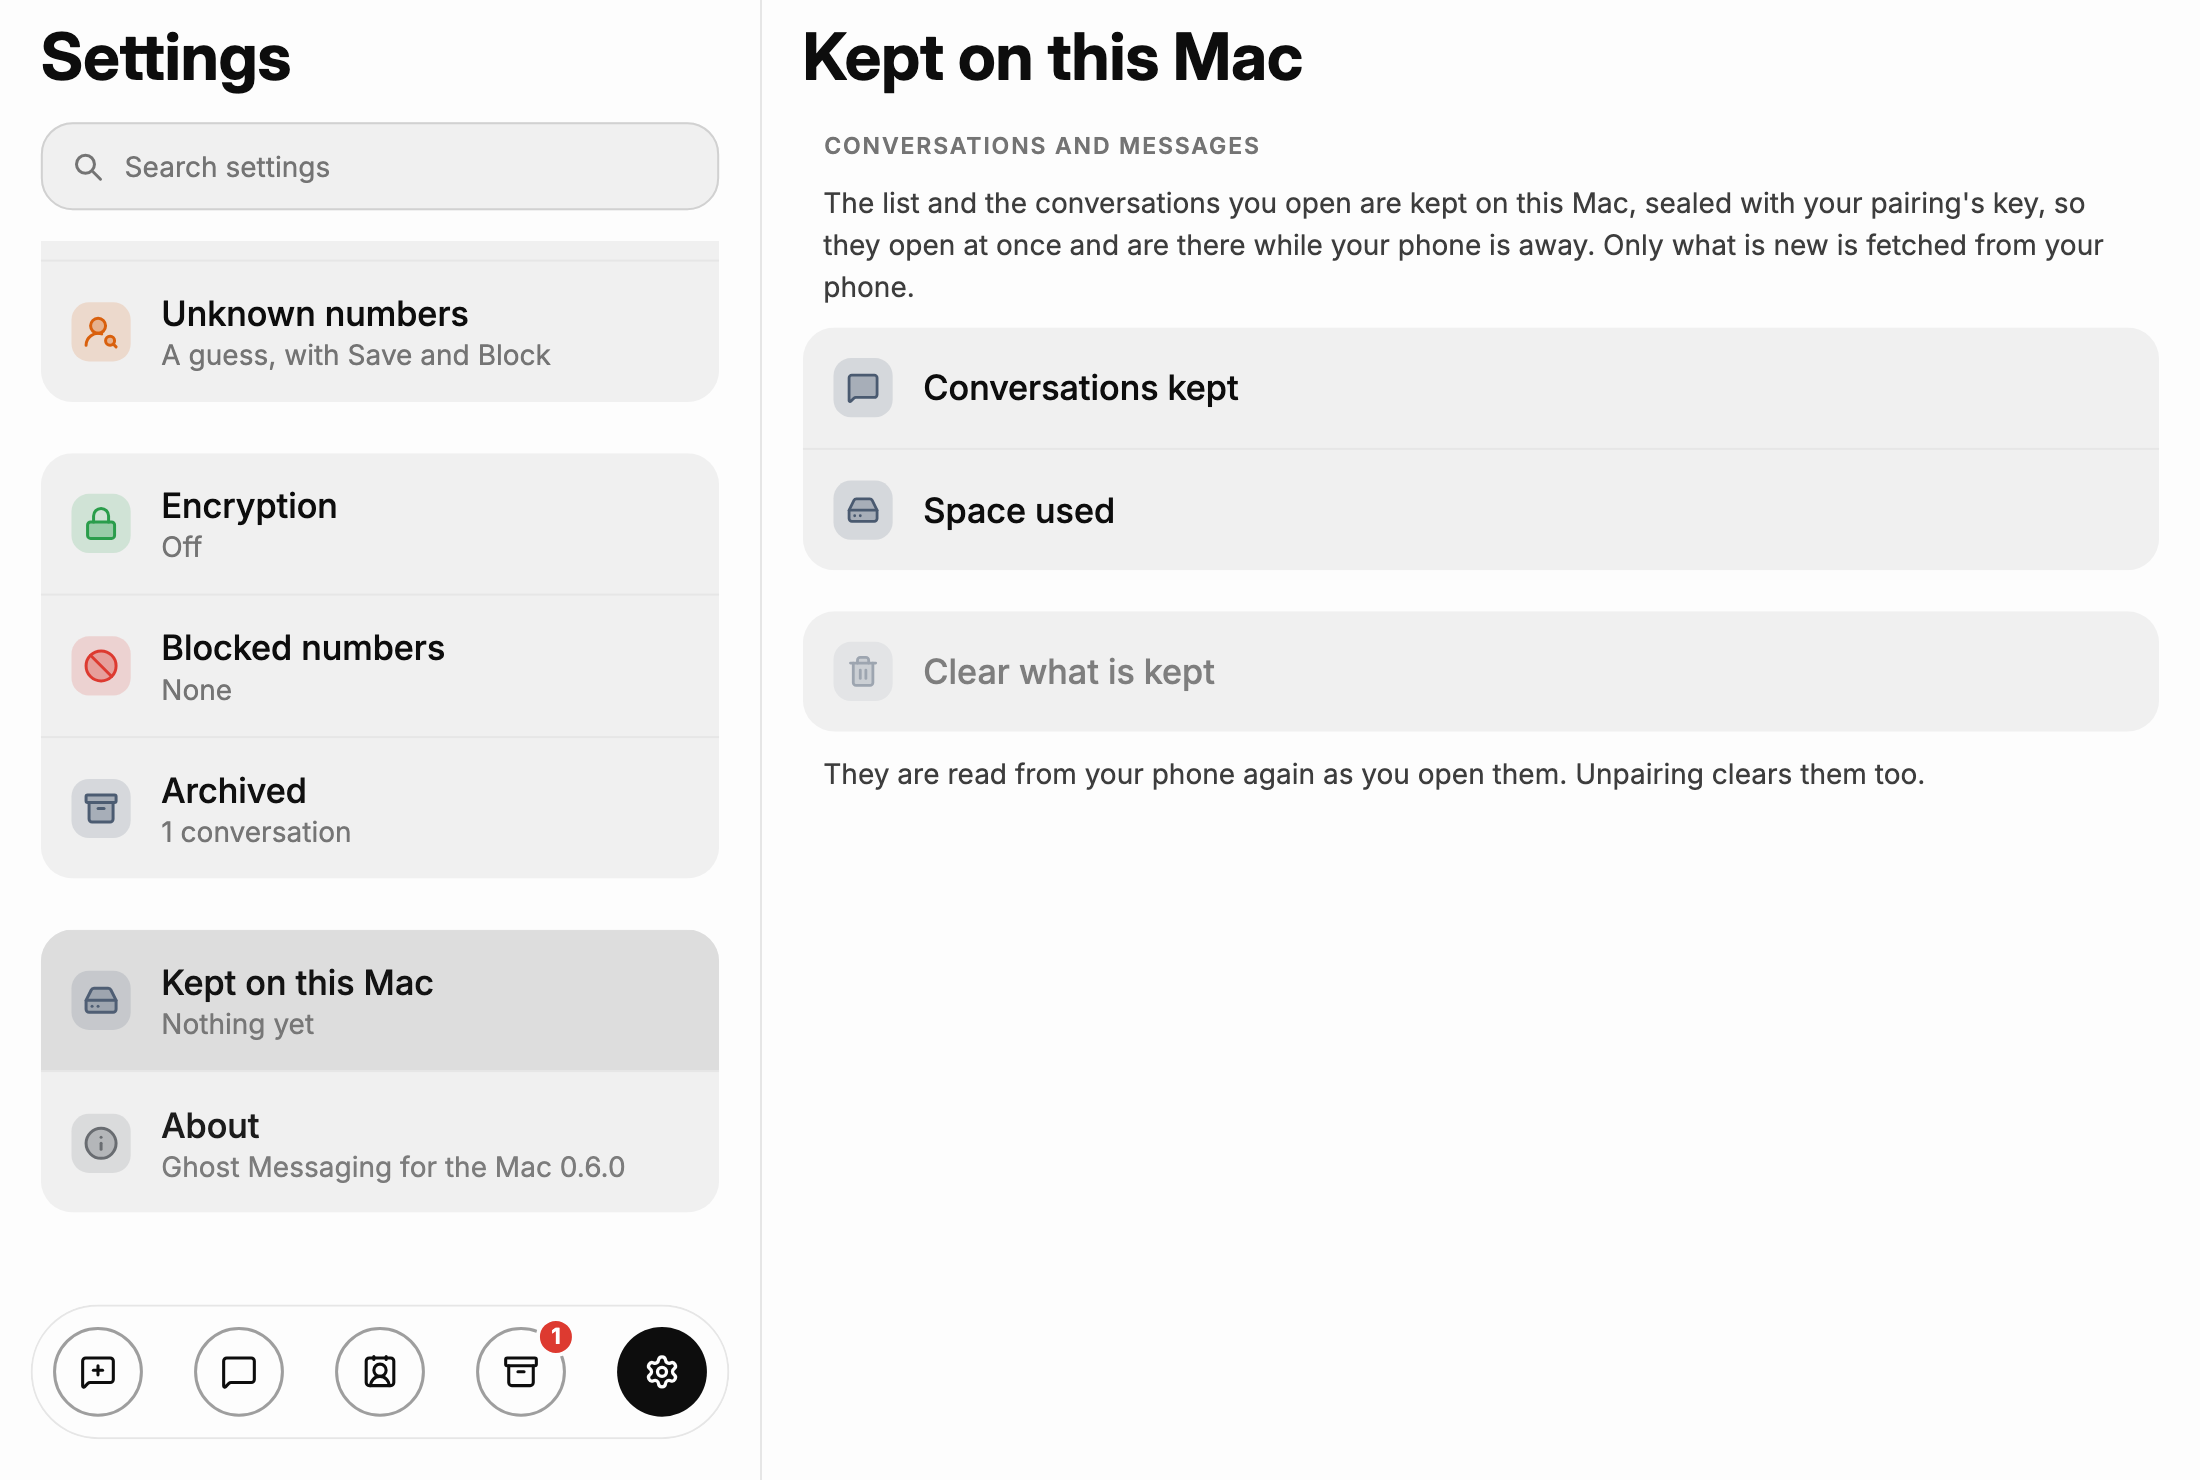 Settings
Search settings
Unknown numbers
A guess, with Save and Block
Encryption
Off
Blocked numbers
None
Archived
1 conversation
Kept on this Mac
Nothing yet
About
Ghost Messaging for the Mac 0.6.0
1
Kept on this Mac
CONVERSATIONS AND MESSAGES
The list and the conversations you open are kept on this Mac, sealed with your pairing's key, so
they open at once and are there while your phone is away. Only what is new is fetched from your
phone.
Conversations kept
Space used
Clear what is kept
They are read from your phone again as you open them. Unpairing clears them too.